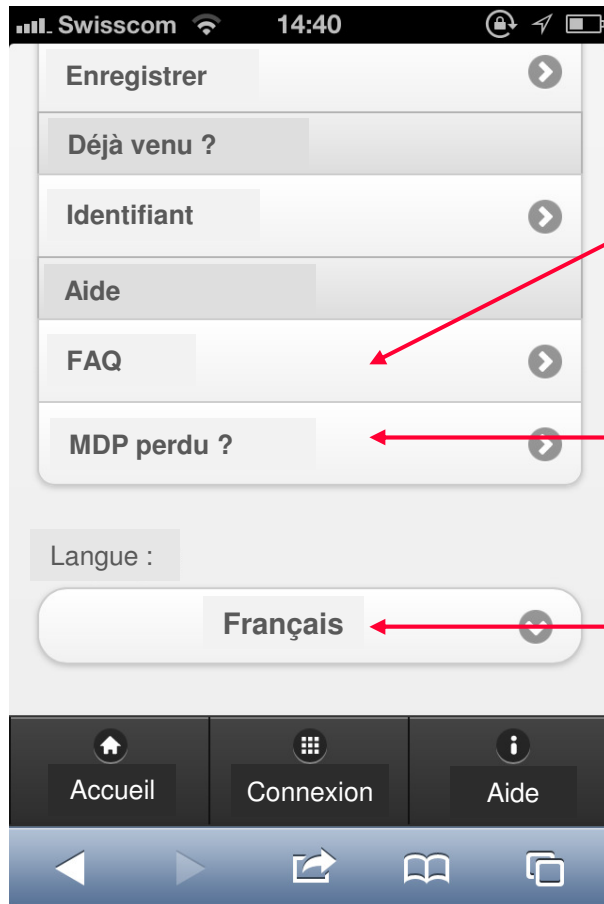 Swisscom 14:40
Enregistrer
Déjà venu ?
Identifiant
Aide
FAQ
MDP perdu ?
Langue :
Français
Accueil Connexion Aide